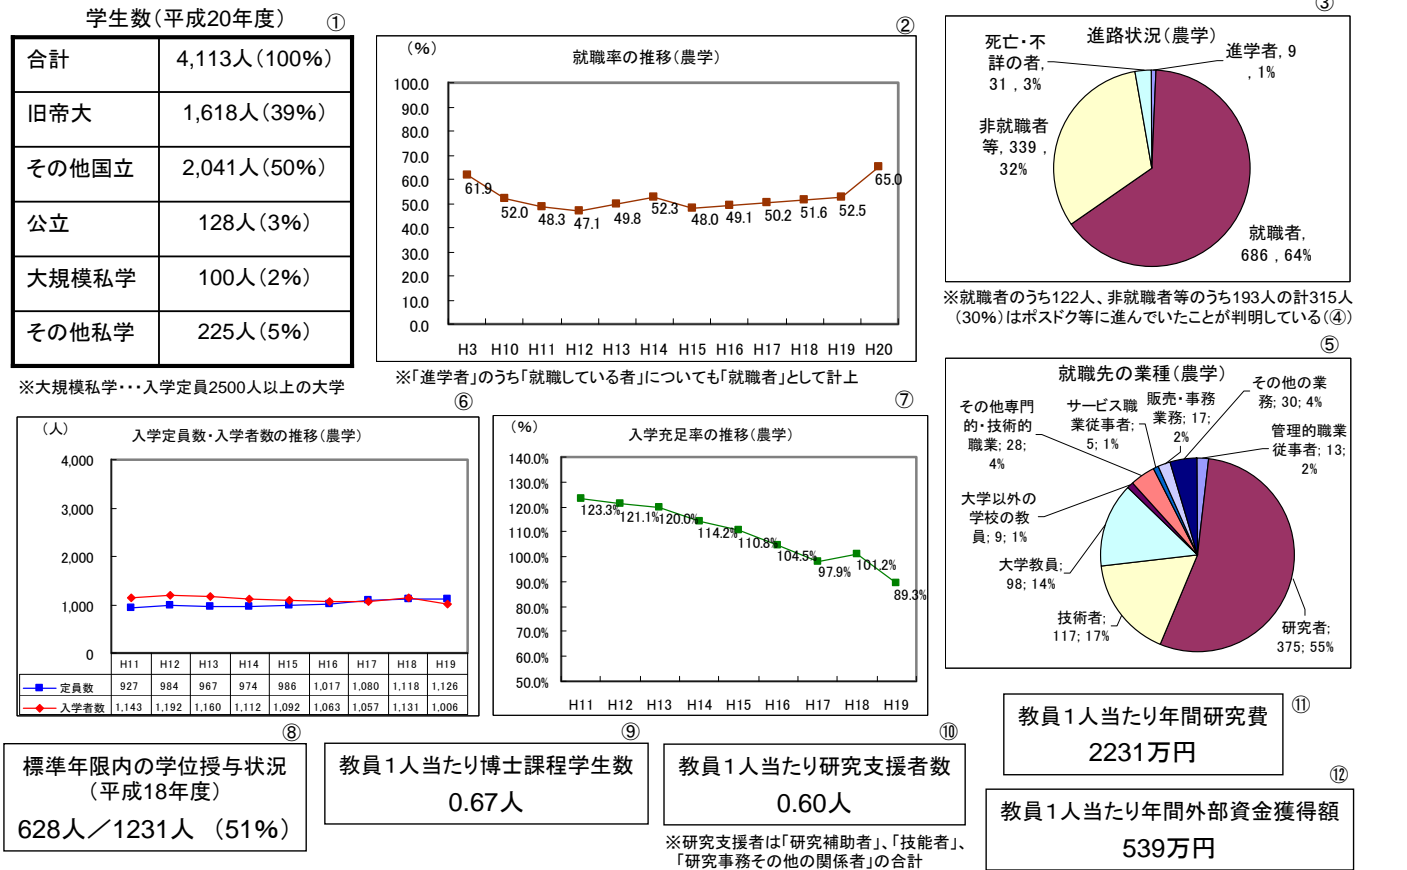 学生数(平成20年度) ①
合計 4,113人(100%)
旧帝大 1,618人(39%)
その他国立 2,041人(50%)
公立 128人(3%)
大規模私学 100人(2%)
その他私学 225人(5%)
※大規模私学・・・入学定員2500人以上の大学
②
(%)
就職率の推移(農学)
100.0
90.0
80.0
70.0
60.0
50.0
40.0
30.0
20.0
10.0
0.0
61.9 52.0 48.3 47.1 49.8 52.3 48.0 49.1 50.2 51.6 52.5 65.0
H3 H10 H11 H12 H13 H14 H15 H16 H17 H18 H19 H20
※「進学者」のうち「就職している者」についても「就職者」として計上
③
進路状況(農学)
死亡・不
詳の者,
31 , 3%
進学者, 9
, 1%
非就職者
等, 339 ,
32%
就職者,
686 , 64%
※就職者のうち122人、非就職者等のうち193人の計315人
(30%)はポスドク等に進んでいたことが判明している(④)
⑤
就職先の業種(農学)
その他専門
的・技術的
職業; 28;
4%
サービス職
業従事者;
5; 1%
販売・事務
業務; 17;
2%
その他の業
務; 30; 4%
管理的職業
従事者; 13;
2%
大学以外の
学校の教
員; 9; 1%
大学教員;
98; 14%
技術者;
117; 17%
研究者;
375; 55%
⑥
(人)
入学定員数・入学者数の推移(農学)
4,000
3,000
2,000
1,000
0
H11 H12 H13 H14 H15 H16 H17 H18 H19
定員数 927 984 967 974 986 1,017 1,080 1,118 1,126
入学者数 1,143 1,192 1,160 1,112 1,092 1,063 1,057 1,131 1,006
⑦
(%)
入学充足率の推移(農学)
140.0%
130.0%
120.0%
110.0%
100.0%
90.0%
80.0%
70.0%
60.0%
50.0%
123.3% 121.1% 120.0% 114.2% 110.8% 104.5% 97.9% 101.2% 89.3%
H11 H12 H13 H14 H15 H16 H17 H18 H19
⑧
標準年限内の学位授与状況
(平成18年度)
628人/1231人 (51%)
⑨
教員1人当たり博士課程学生数
0.67人
⑩
教員1人当たり研究支援者数
0.60人
※研究支援者は「研究補助者」、「技能者」、
「研究事務その他の関係者」の合計
⑪
教員1人当たり年間研究費
2231万円
⑫
教員1人当たり年間外部資金獲得額
539万円